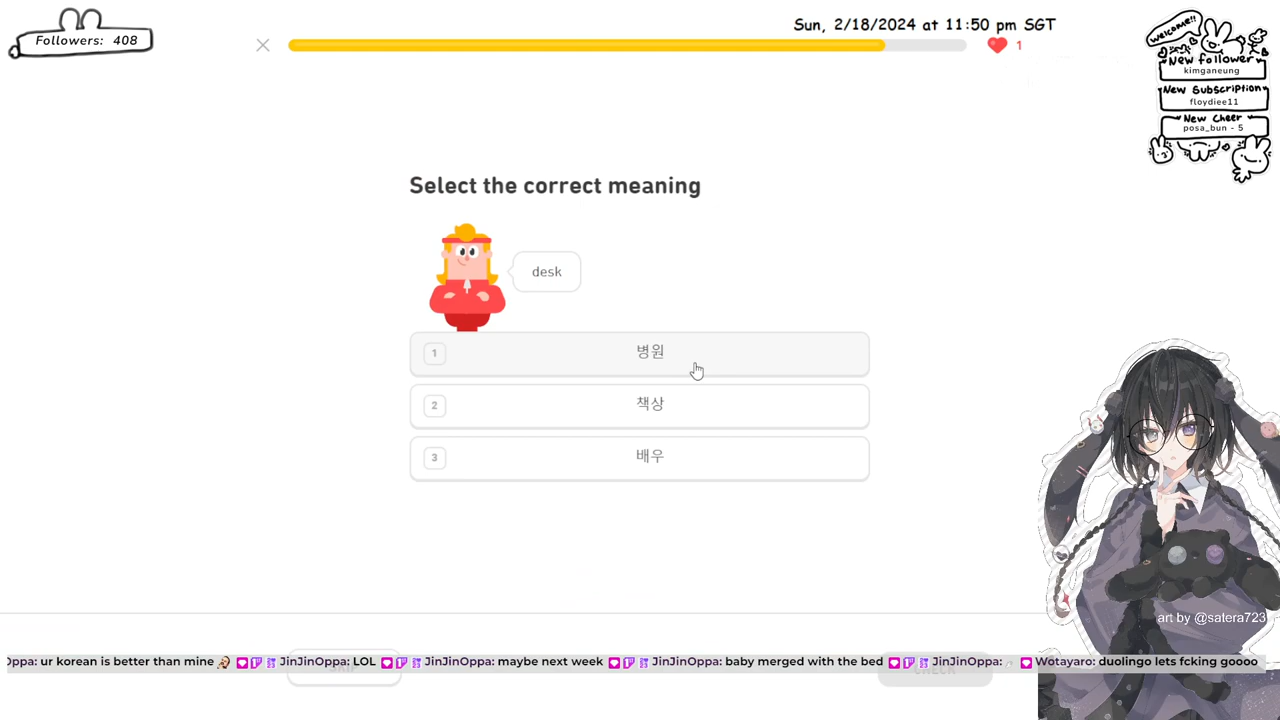 Followers: 408
Sun, 2/18/2024 at 11:50 pm SGT
1
welcome!!
New follower
kimganeung
New Subscription
floydiee11
New Cheer
posa_bun - 5
Select the correct meaning
desk
1 병원
2 책상
3 배우
art by @satera723
Oppa: ur korean is better than mine JinJinOppa: LOL JinJinOppa: maybe next week JinJinOppa: baby merged with the bed JinJinOppa: Wotayaro: duolingo lets fcking goooo
CHECK